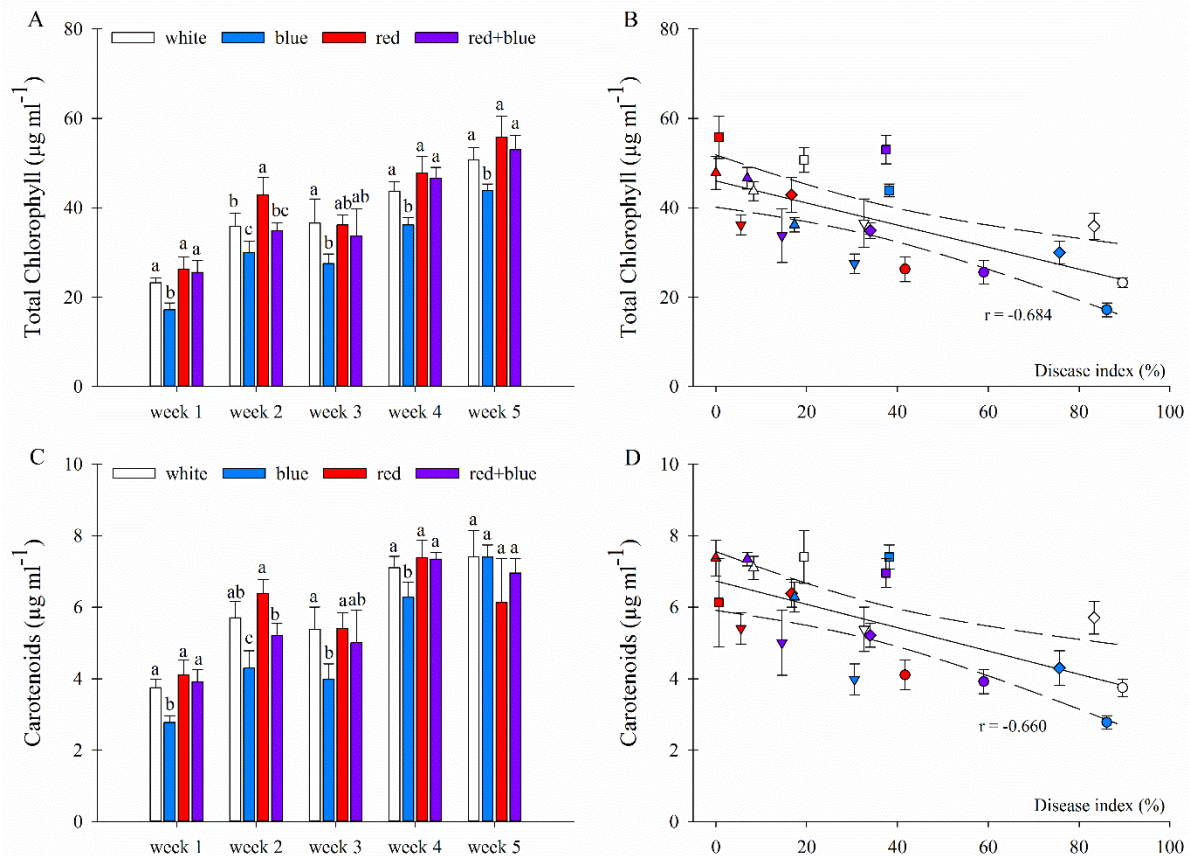 A
white blue red red+blue
Total Chlorophyll (µg ml-1)
80
60
40
20
0
a b a a
b c a bc
a b ab ab
a b a a
a b a a
week 1 week 2 week 3 week 4 week 5
B
Total Chlorophyll (µg ml-1)
80
60
40
20
0
r = -0.684
Disease index (%)
0 20 40 60 80 100
C
white blue red red+blue
Carotenoids (µg ml-1)
10
8
6
4
2
0
a b a a
ab c a b
a b a ab
a b a a
a a a a
week 1 week 2 week 3 week 4 week 5
D
Carotenoids (µg ml-1)
10
8
6
4
2
0
r = -0.660
Disease index (%)
0 20 40 60 80 100